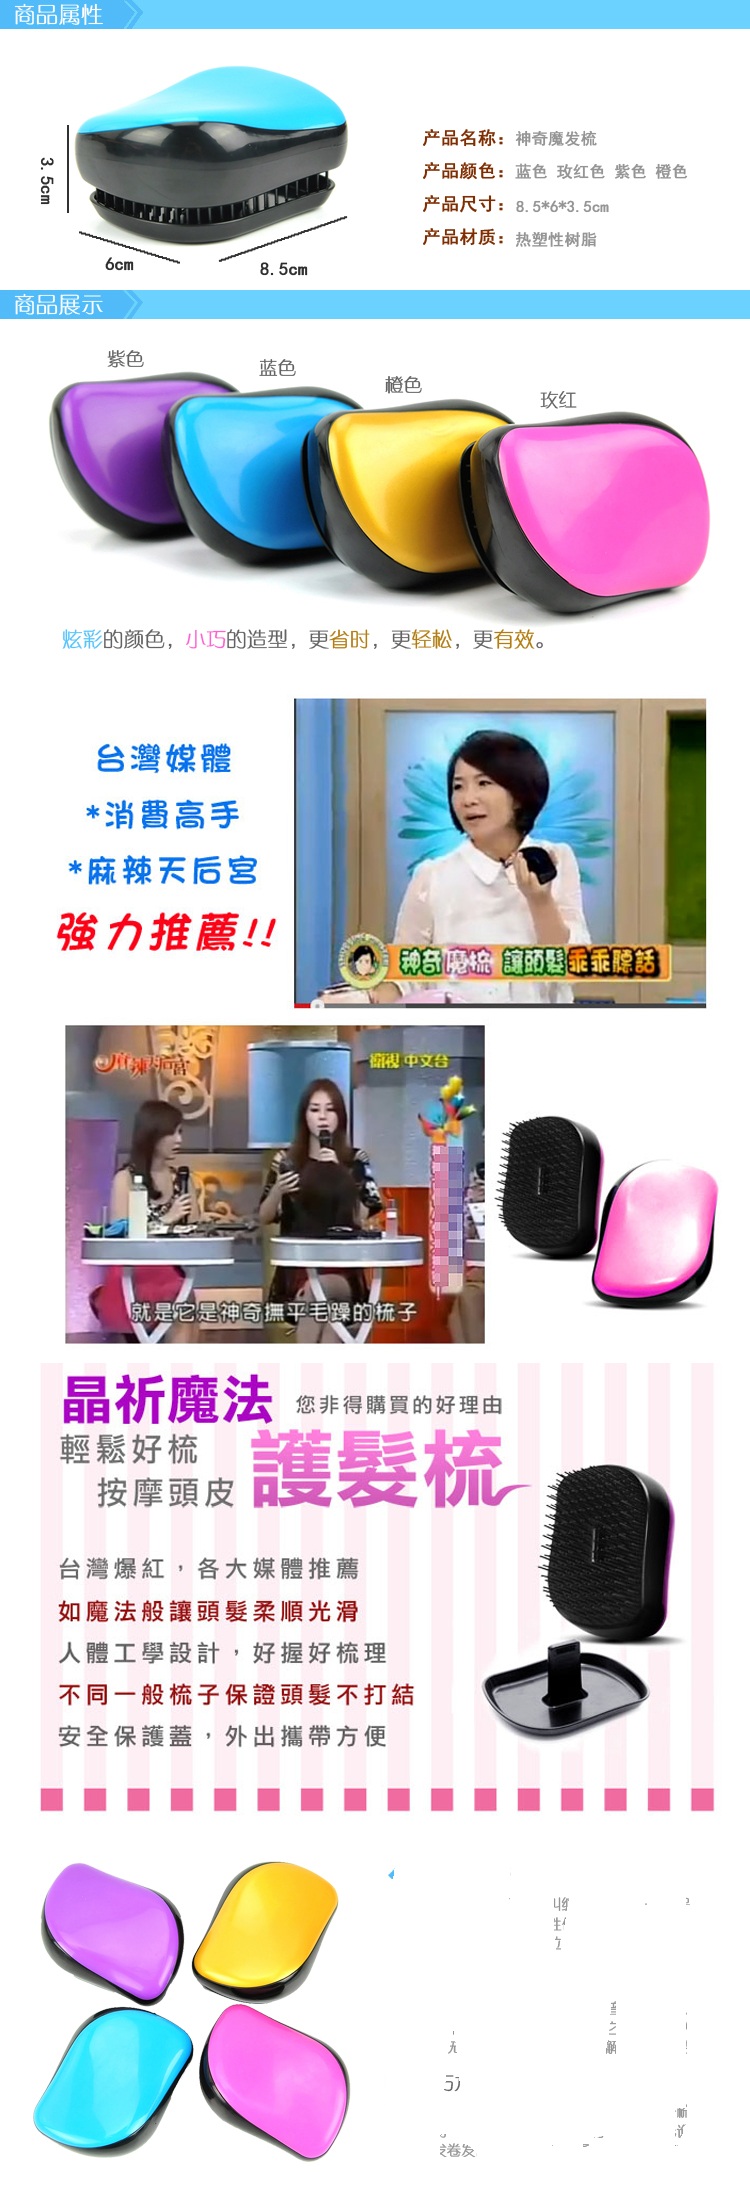 商品属性
3.5cm
6cm
8.5cm
产品名称：神奇魔发梳
产品颜色：蓝色 玫红色 紫色 橙色
产品尺寸：8.5*6*3.5cm
产品材质：热塑性树脂
商品展示
紫色
蓝色
橙色
玫红
炫彩的颜色，小巧的造型，更省时，更轻松，更有效。
台灣媒體
*消費高手
*麻辣天后宮
強力推薦!!
神奇魔梳 讓頭髮乖乖聽話
麻辣天后宮
衛視中文台
就是它是神奇撫平毛躁的梳子
晶祈魔法
您非得購買的好理由
輕鬆好梳
按摩頭皮
護髮梳
台灣爆紅，各大媒體推薦
如魔法般讓頭髮柔順光滑
人體工學設計，好握好梳理
不同一般梳子保證頭髮不打結
安全保護蓋，外出攜帶方便